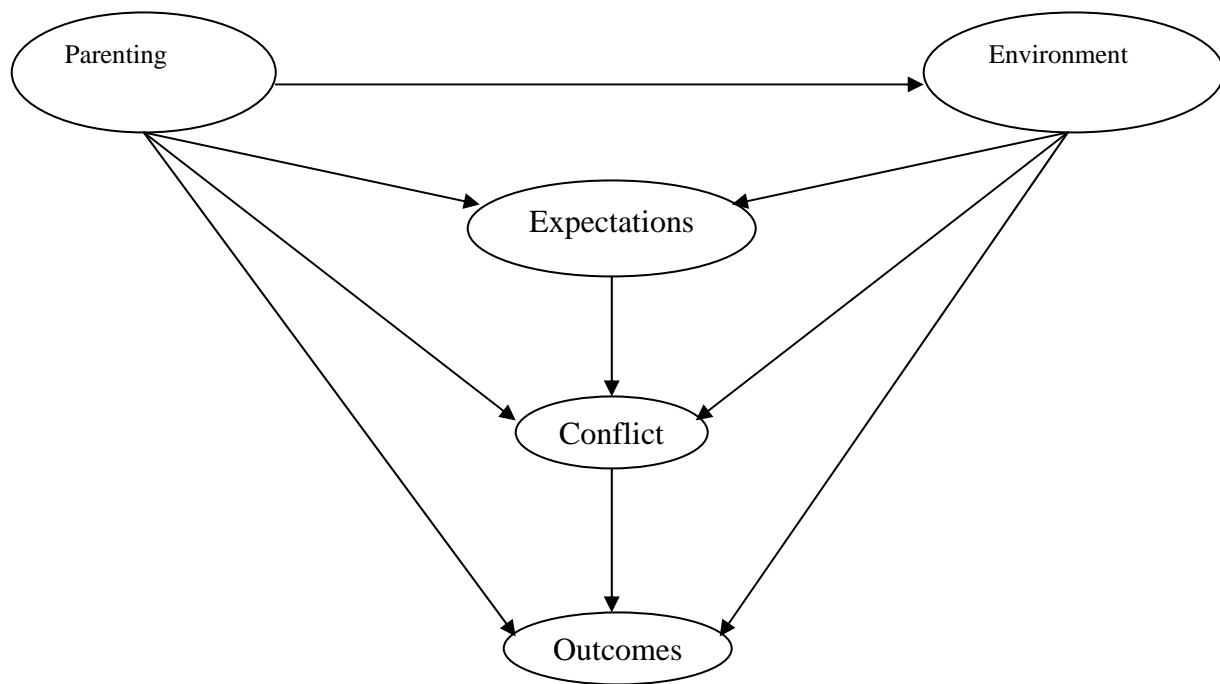 Parenting
Environment
Expectations
Conflict
Outcomes